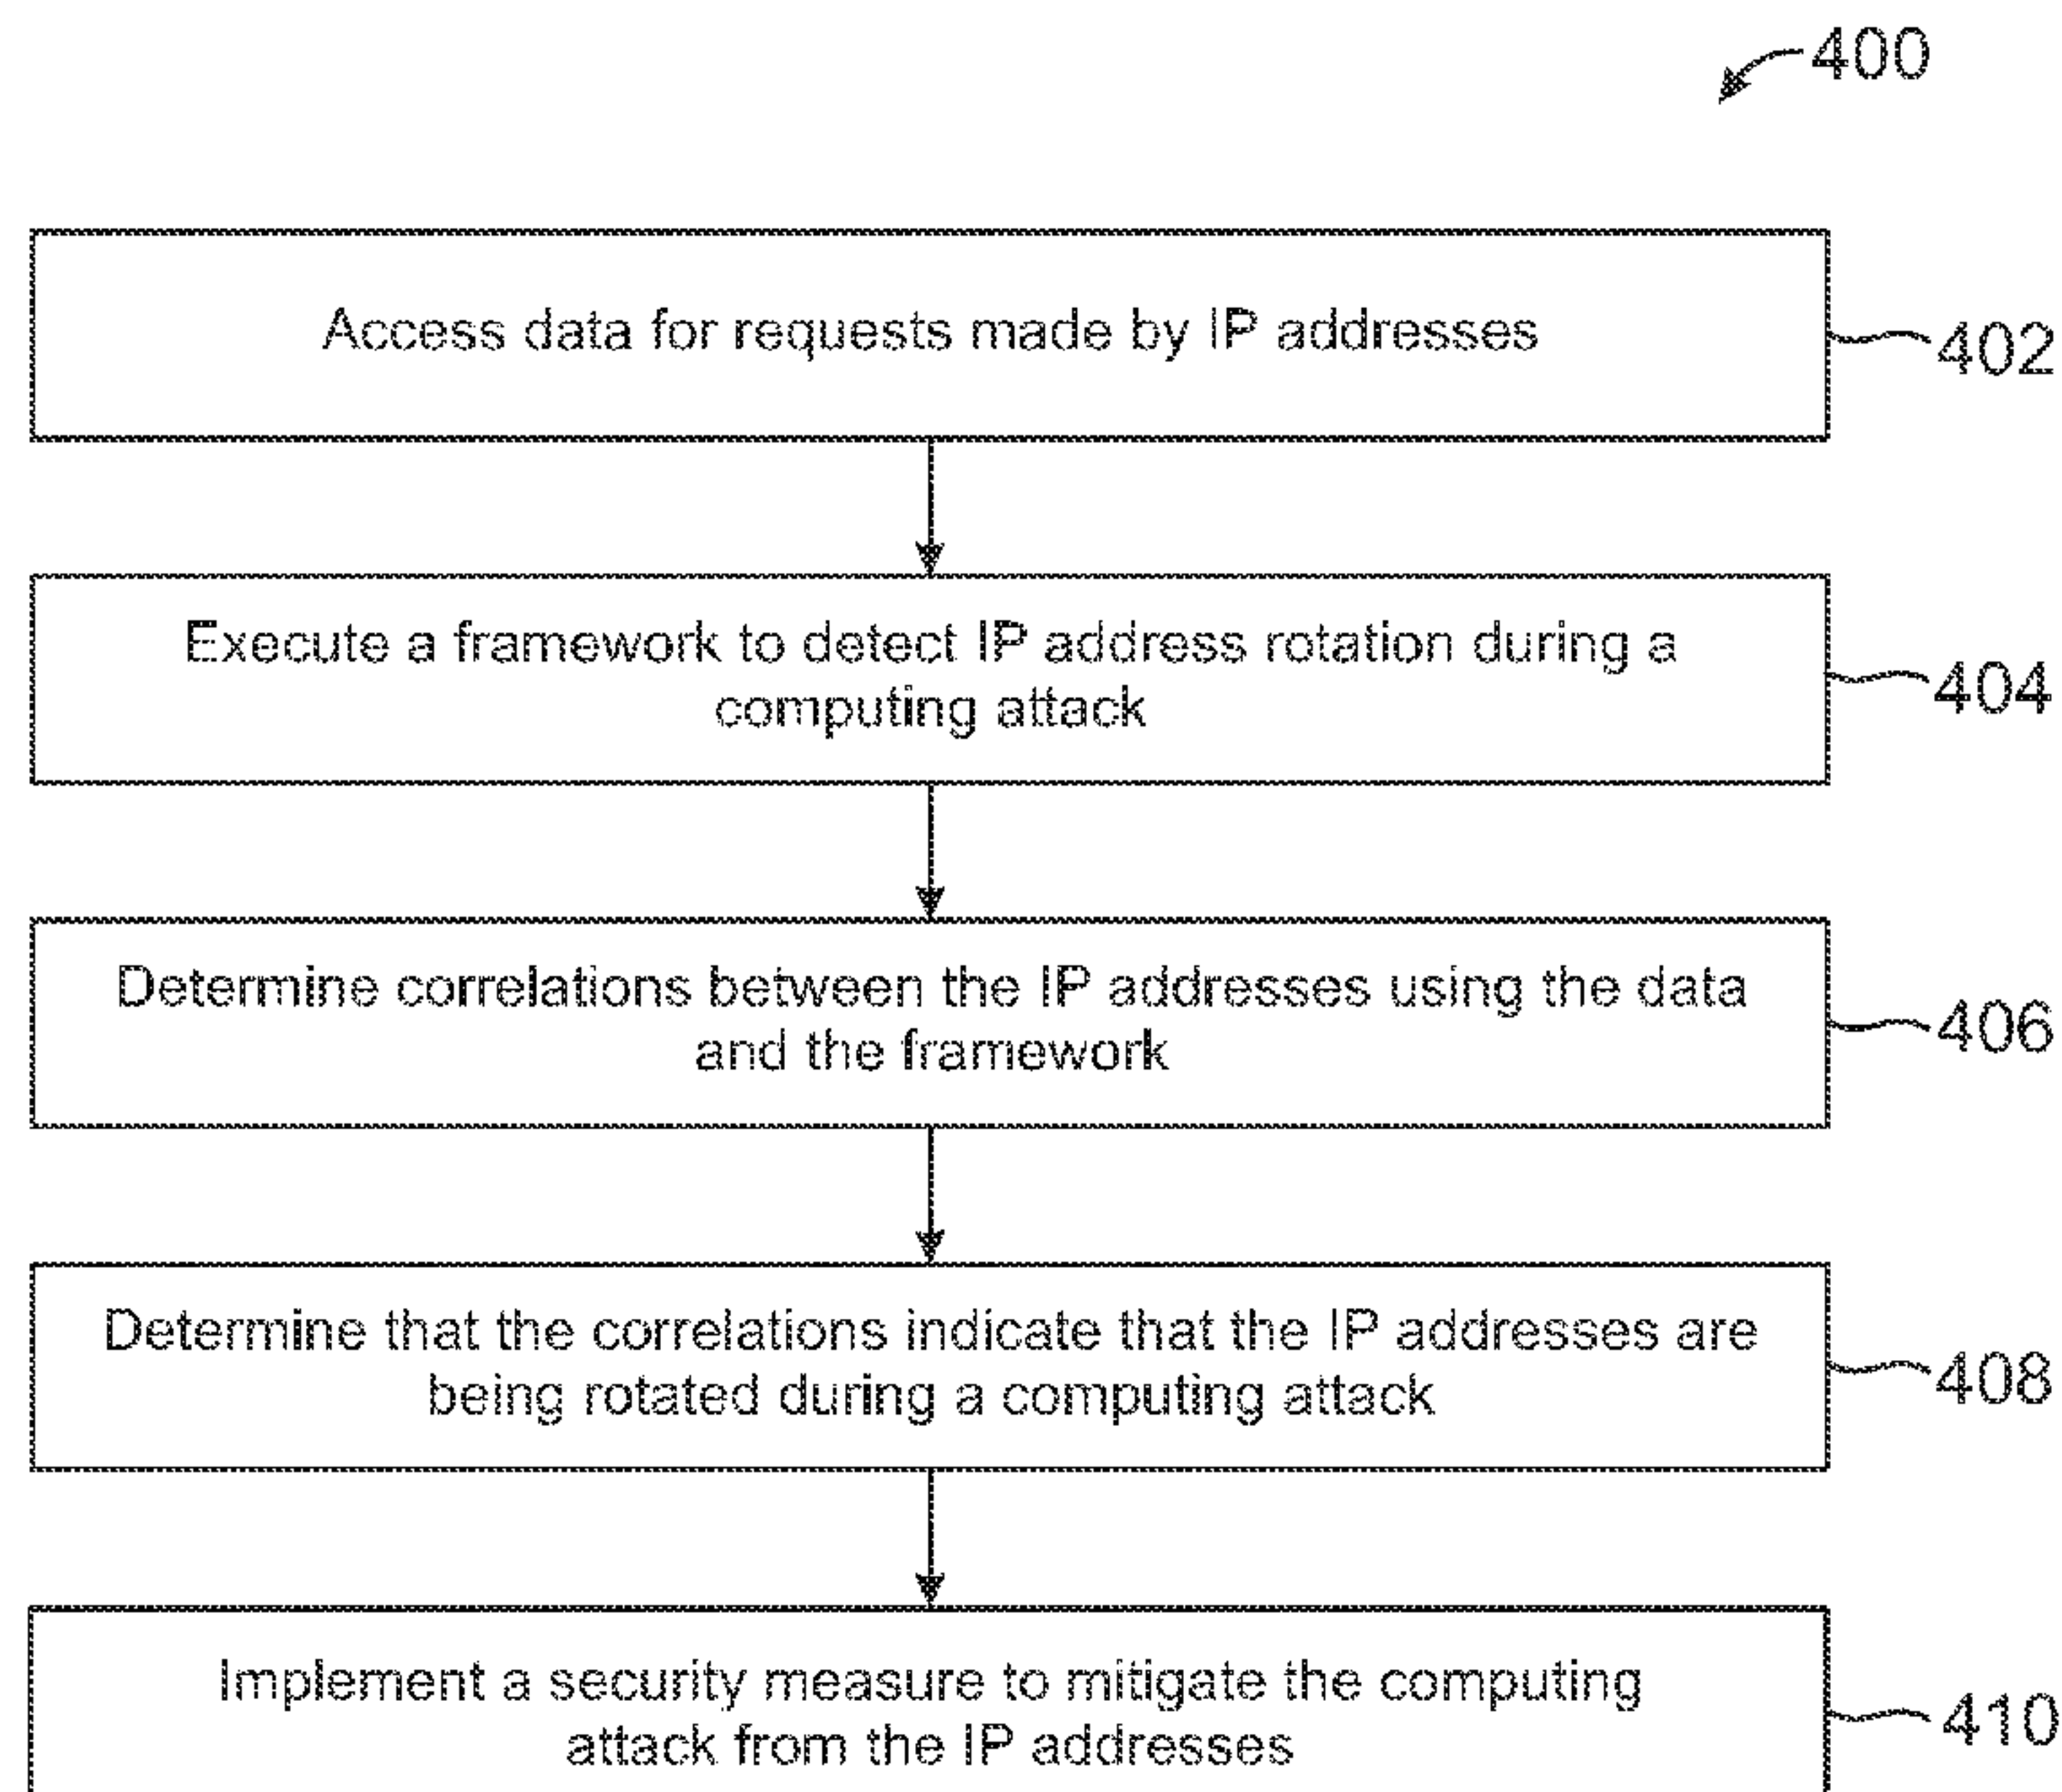 400
Access data for requests made by IP addresses
402
Execute a framework to detect IP address rotation during a
computing attack
404
Determine correlations between the IP addresses using the data
and the framework
406
Determine that the correlations indicate that the IP addresses are
being rotated during a computing attack
408
Implement a security measure to mitigate the computing
attack from the IP addresses
410